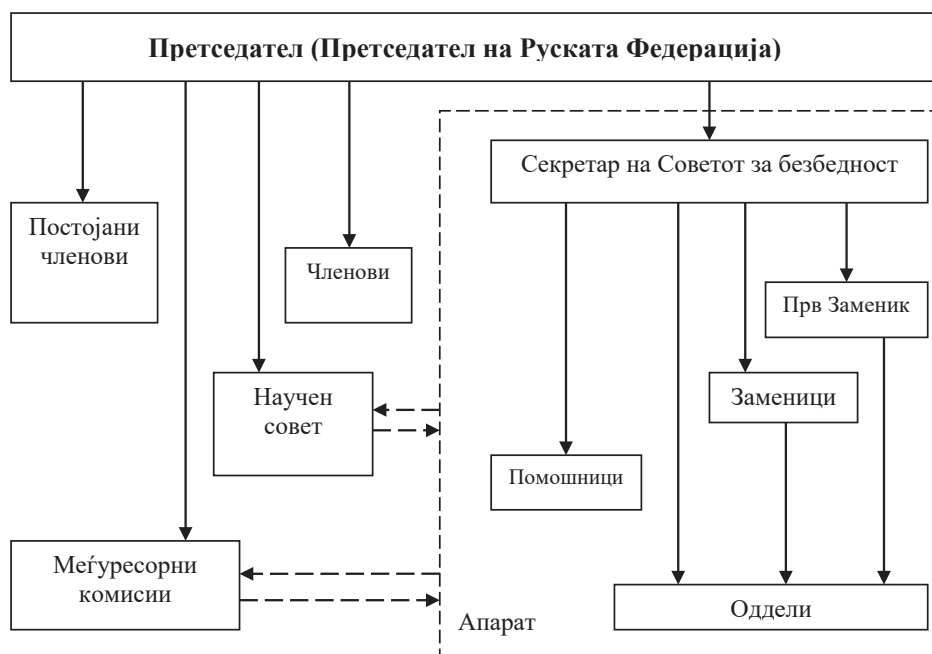 Претседател (Претседател на Руската Федерација)
Секретар на Советот за безбедност
Постојани
членови
Членови
Прв Заменик
Научен
совет
Заменици
Помошници
Меѓуресорни
комисии
Оддели
Апарат